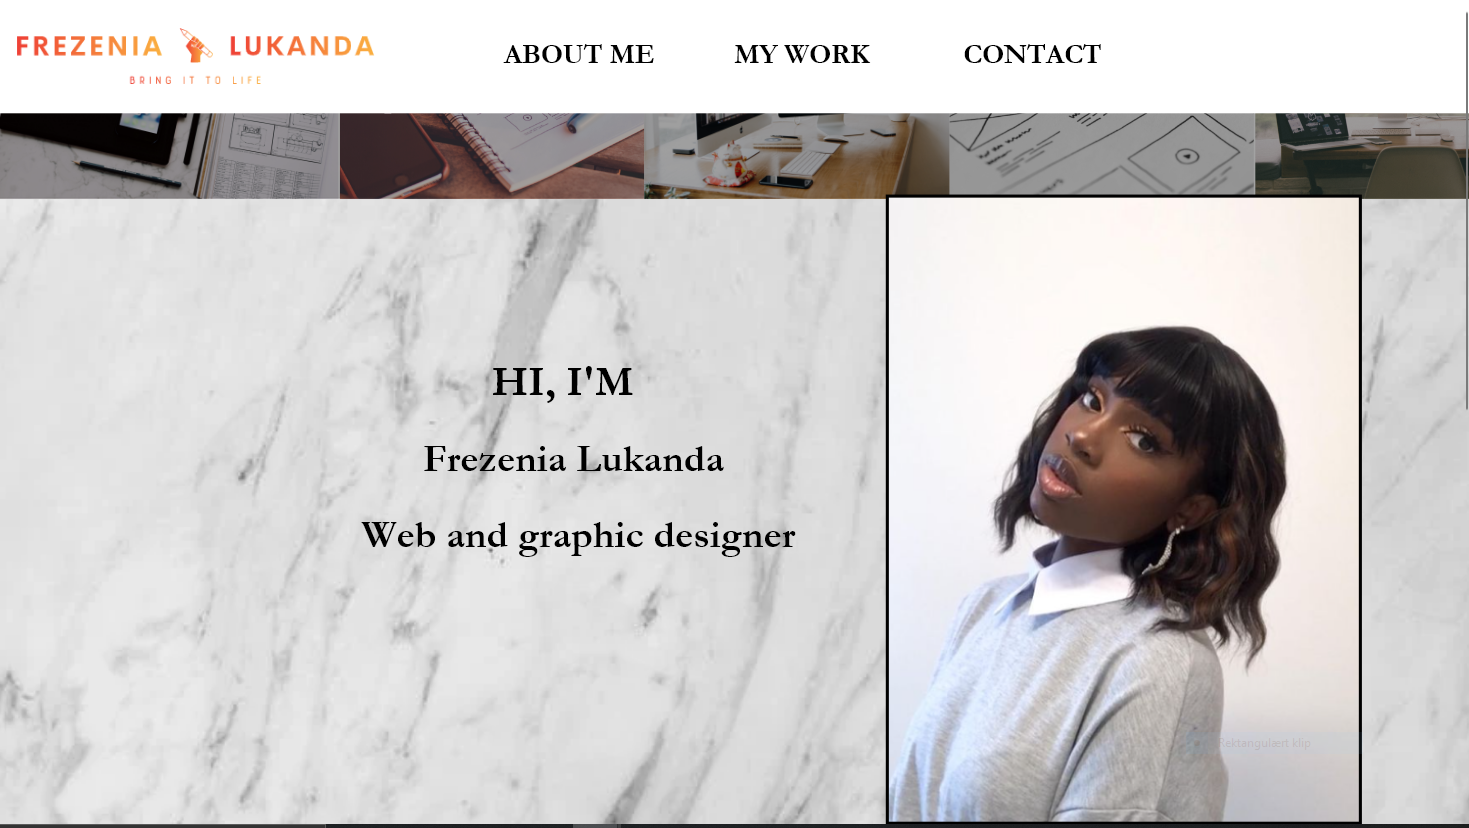 FREZENIA LUKANDA
BRING IT TO LIFE
ABOUT ME
MY WORK
CONTACT
HI, I'M
Frezenia Lukanda
Web and graphic designer
Rektangulært klip